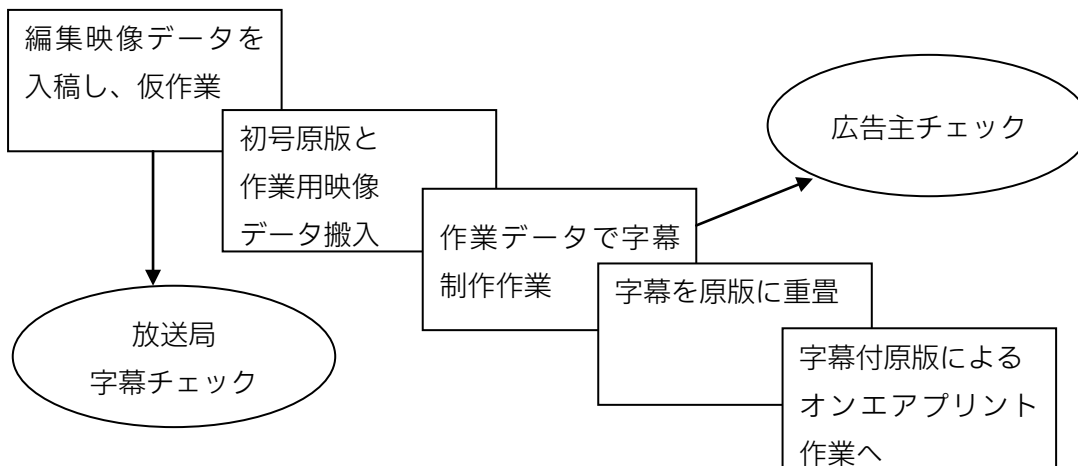 編集映像データを
入稿し、仮作業
初号原版と
作業用映像
データ搬入
広告主チェック
作業データで字幕
制作作業
字幕を原版に重畳
放送局
字幕チェック
字幕付原版による
オンエアプリント
作業へ